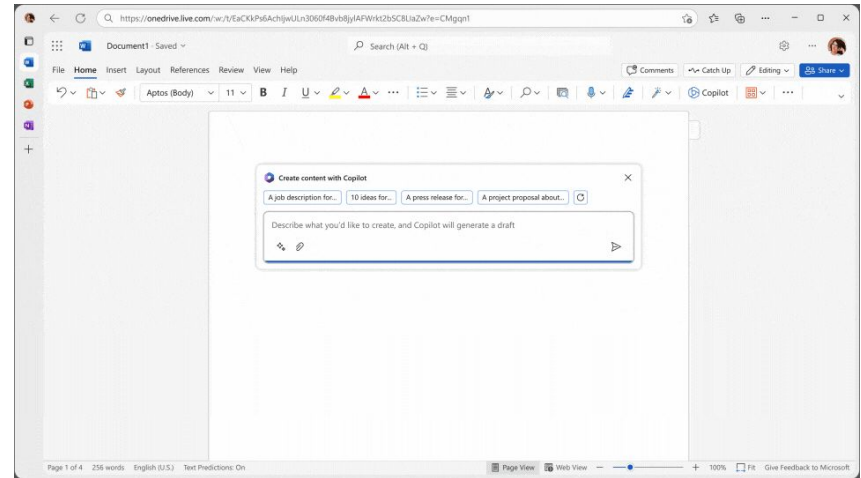 https://onedrive.live.com/:w:/t/EaCKkPs6AchIjwULn3060f4BvbBjylAFWrkt2bSC8LIaZw?e=CMgqn1
Document1 - Saved
Search (Alt + Q)
File Home Insert Layout References Review View Help
Comments Catch Up Editing Share
Aptos (Body) 11 B I U A Copilot
Create content with Copilot
A job description for... 10 ideas for... A press release for... A project proposal about...
Describe what you'd like to create, and Copilot will generate a draft
Page 1 of 4 256 words English (U.S.) Text Predictions: On Page View Web View 100% Fit Give Feedback to Microsoft